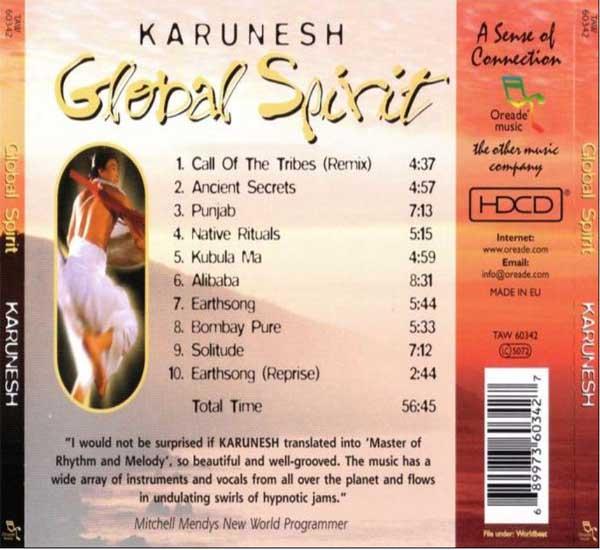 TAW
60342
Global Spirit
KARUNESH
KARUNESH
Global Spirit
1. Call Of The Tribes (Remix) 4:37
2. Ancient Secrets 4:57
3. Punjab 7:13
4. Native Rituals 5:15
5. Kubula Ma 4:59
6. Alibaba 8:31
7. Earthsong 5:44
8. Bombay Pure 5:33
9. Solitude 7:12
10. Earthsong (Reprise) 2:44
Total Time 56:45
"I would not be surprised if KARUNESH translated into 'Master of
Rhythm and Melody', so beautiful and well-grooved. The music has
a wide array of instruments and vocals from all over the planet and flows
in undulating swirls of hypnotic jams."
Mitchell Mendys New World Programmer
A Sense of
Connection
Oreade
music
the other music
company
HDCD ®
Internet:
www.oreade.com
Email:
info@oreade.com
MADE IN EU
TAW 60342
LC 5072
6 89973 60342 7
File under: Worldbeat
TAW
60342
Global Spirit
KARUNESH